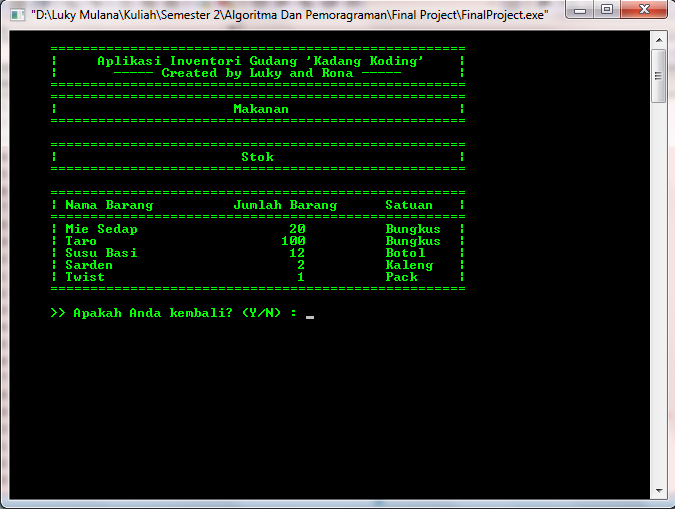 "D:\Luky Mulana\Kuliah\Semester 2\Algoritma Dan Pemoragraman\Final Project\FinalProject.exe"
====================================================
¦ Aplikasi Inventori Gudang 'Kadang Koding' ¦
¦ ----- Created by Luky and Rona ----- ¦
====================================================
====================================================
¦ Makanan ¦
====================================================
====================================================
¦ Stok ¦
====================================================
====================================================
¦ Nama Barang Jumlah Barang Satuan ¦
====================================================
¦ Mie Sedap 20 Bungkus ¦
¦ Taro 100 Bungkus ¦
¦ Susu Basi 12 Botol ¦
¦ Sarden 2 Kaleng ¦
¦ Twist 1 Pack ¦
====================================================
>> Apakah Anda kembali? (Y/N) : _